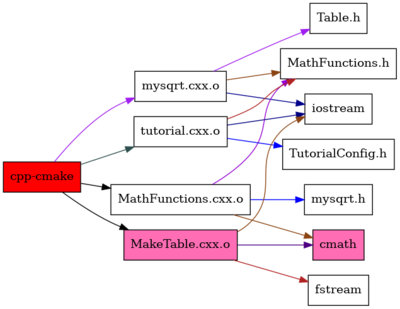 Table.h
MathFunctions.h
mysqrt.cxx.o
iostream
tutorial.cxx.o
TutorialConfig.h
cpp-cmake
MathFunctions.cxx.o
mysqrt.h
MakeTable.cxx.o
cmath
fstream